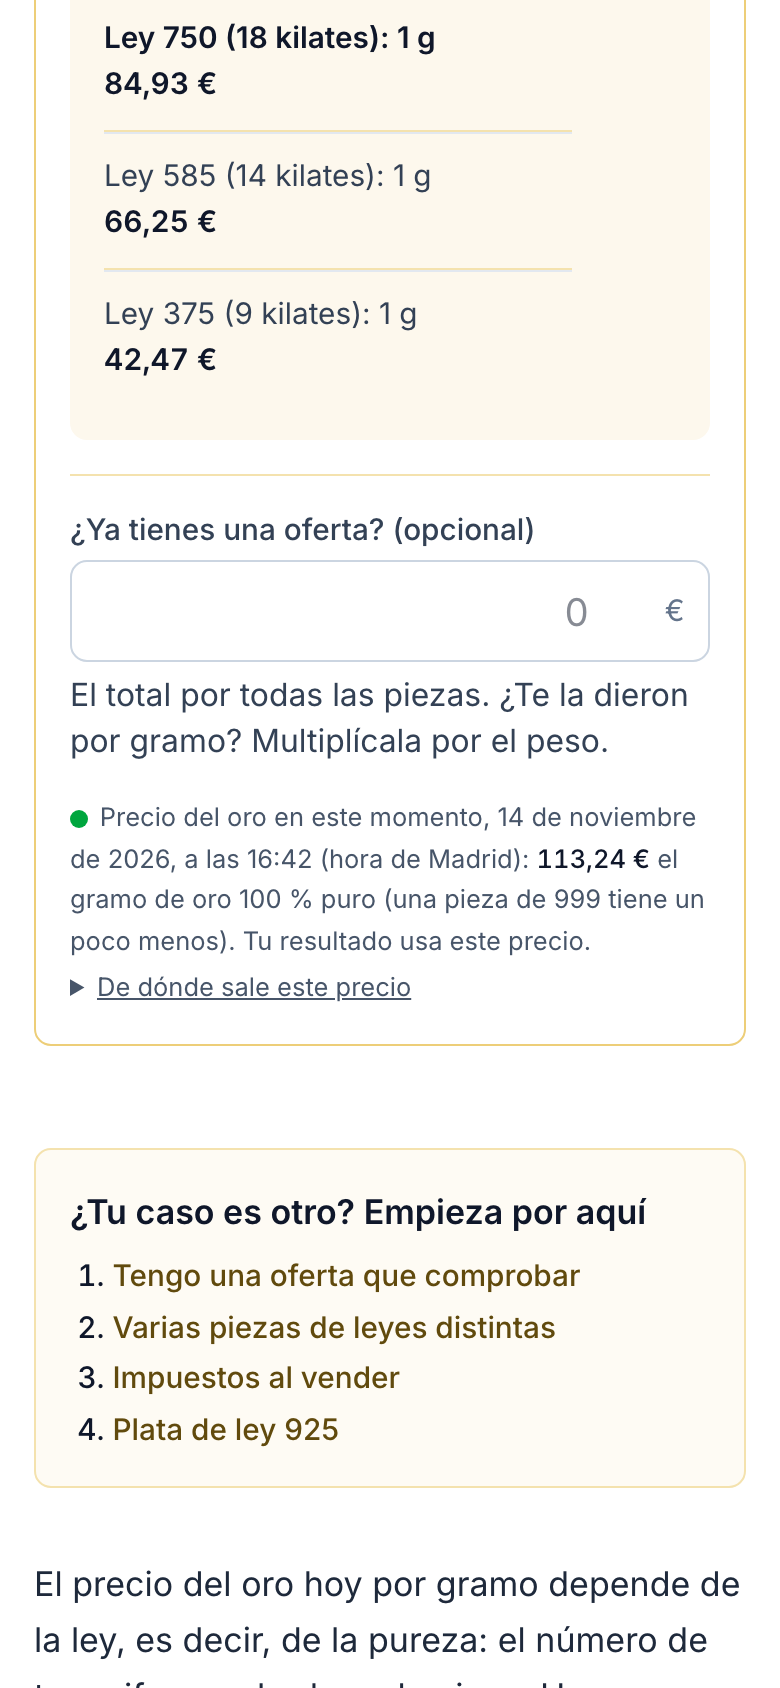 Ley 750 (18 kilates): 1 g
84,93 €
Ley 585 (14 kilates): 1 g
66,25 €
Ley 375 (9 kilates): 1 g
42,47 €
¿Ya tienes una oferta? (opcional)
0 €
El total por todas las piezas. ¿Te la dieron
por gramo? Multiplícala por el peso.
Precio del oro en este momento, 14 de noviembre
de 2026, a las 16:42 (hora de Madrid): 113,24 € el
gramo de oro 100 % puro (una pieza de 999 tiene un
poco menos). Tu resultado usa este precio.
De dónde sale este precio
¿Tu caso es otro? Empieza por aquí
1. Tengo una oferta que comprobar
2. Varias piezas de leyes distintas
3. Impuestos al vender
4. Plata de ley 925
El precio del oro hoy por gramo depende de
la ley, es decir, de la pureza: el número de